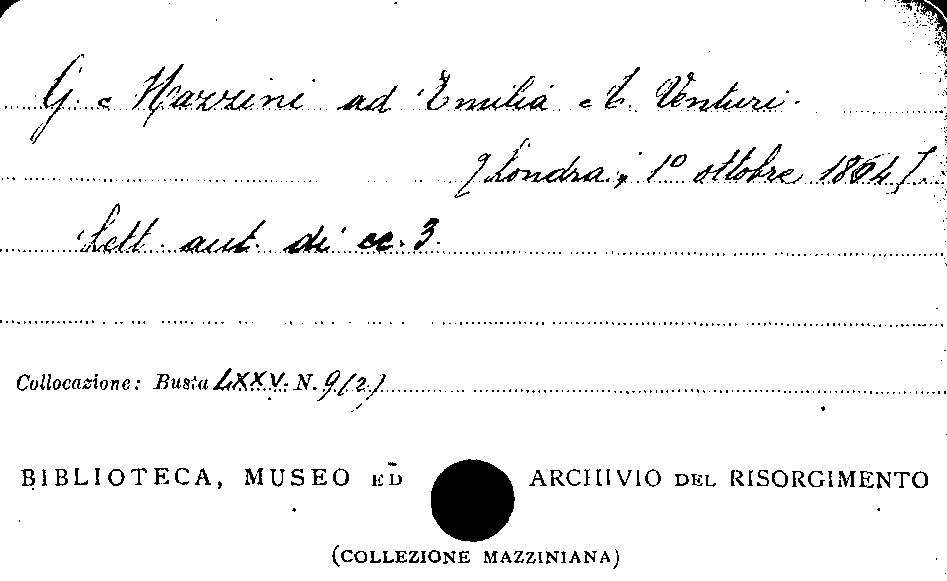 G. Mazzini ad Emilia A. Venturi.
[Londra, 1º ottobre 1864].
Lett. aut. di cc. 3.
Collocazione: Busta LXXV. N. 9(2)
BIBLIOTECA, MUSEO ED ARCHIVIO DEL RISORGIMENTO
(COLLEZIONE MAZZINIANA)